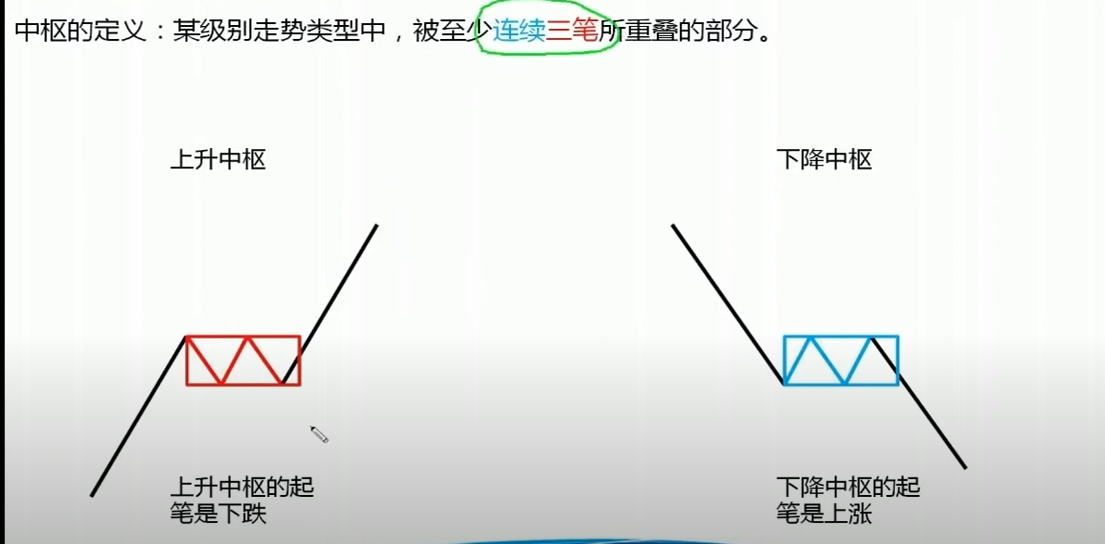 中枢的定义：某级别走势类型中，被至少连续三笔所重叠的部分。
上升中枢
下降中枢
上升中枢的起
笔是下跌
下降中枢的起
笔是上涨